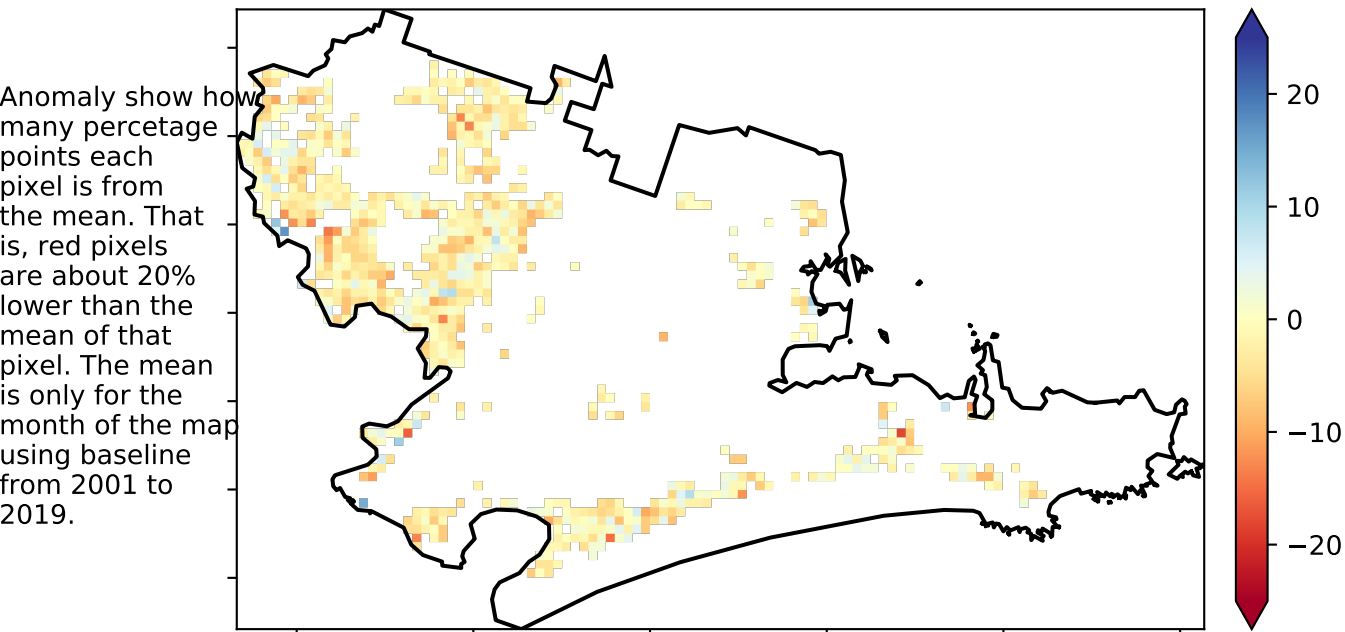 Anomaly show how
many percetage
points each
pixel is from
the mean. That
is, red pixels
are about 20%
lower than the
mean of that
pixel. The mean
is only for the
month of the map
using baseline
from 2001 to
2019.
20
10
0
−10
−20